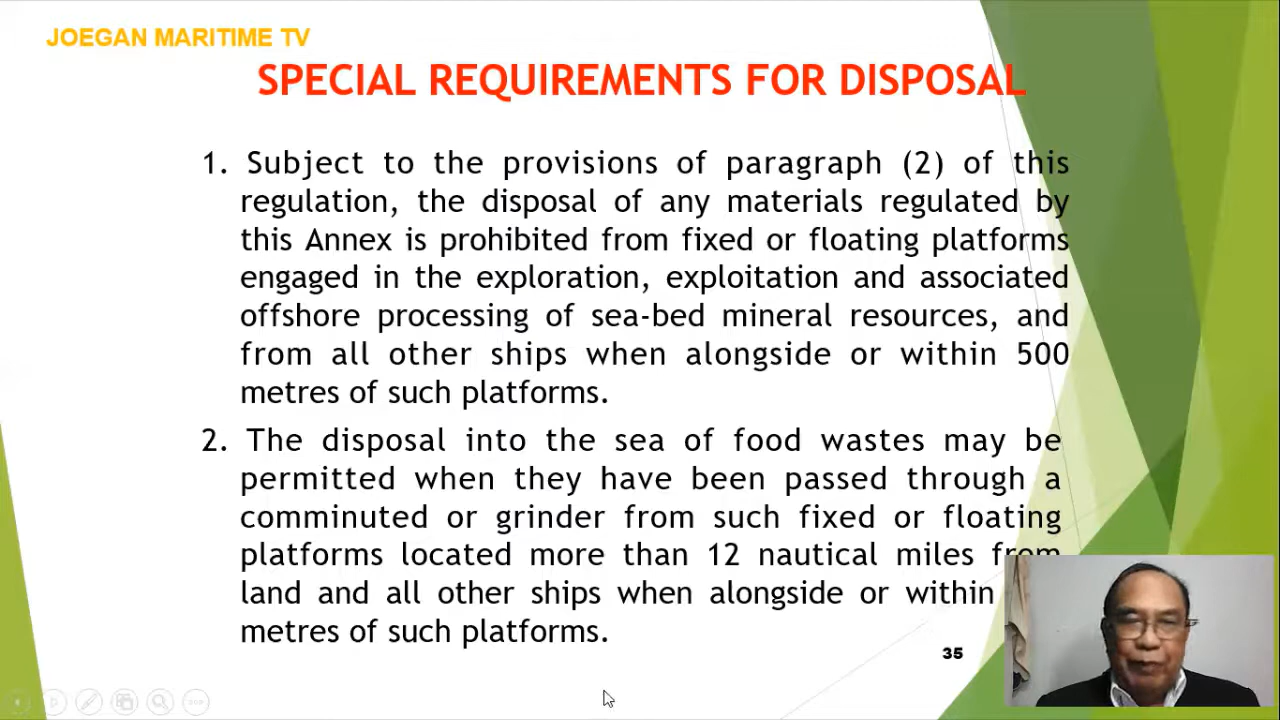 JOEGAN MARITIME TV
SPECIAL REQUIREMENTS FOR DISPOSAL
1. Subject to the provisions of paragraph (2) of this
regulation, the disposal of any materials regulated by
this Annex is prohibited from fixed or floating platforms
engaged in the exploration, exploitation and associated
offshore processing of sea-bed mineral resources, and
from all other ships when alongside or within 500
metres of such platforms.
2. The disposal into the sea of food wastes may be
permitted when they have been passed through a
comminuted or grinder from such fixed or floating
platforms located more than 12 nautical miles from
land and all other ships when alongside or within
metres of such platforms.
35